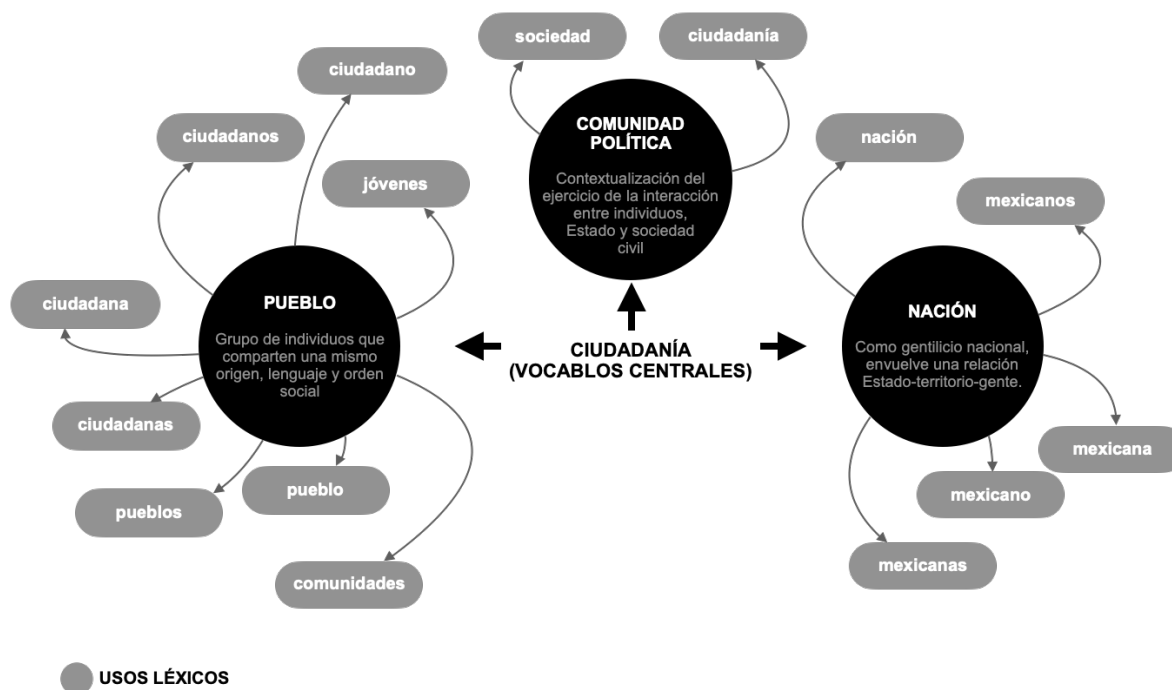 sociedad
ciudadanía
ciudadano
ciudadanos
jóvenes
ciudadana
ciudadanas
pueblos
pueblo
comunidades
PUEBLO
Grupo de individuos que
comparten una mismo
origen, lenguaje y orden
social
COMUNIDAD
POLÍTICA
Contextualización del
ejercicio de la interacción
entre individuos,
Estado y sociedad
civil
CIUDADANÍA
(VOCABLOS CENTRALES)
NACIÓN
Como gentilicio nacional,
envuelve una relación
Estado-territorio-gente.
nación
mexicanos
mexicana
mexicano
mexicanas
USOS LÉXICOS